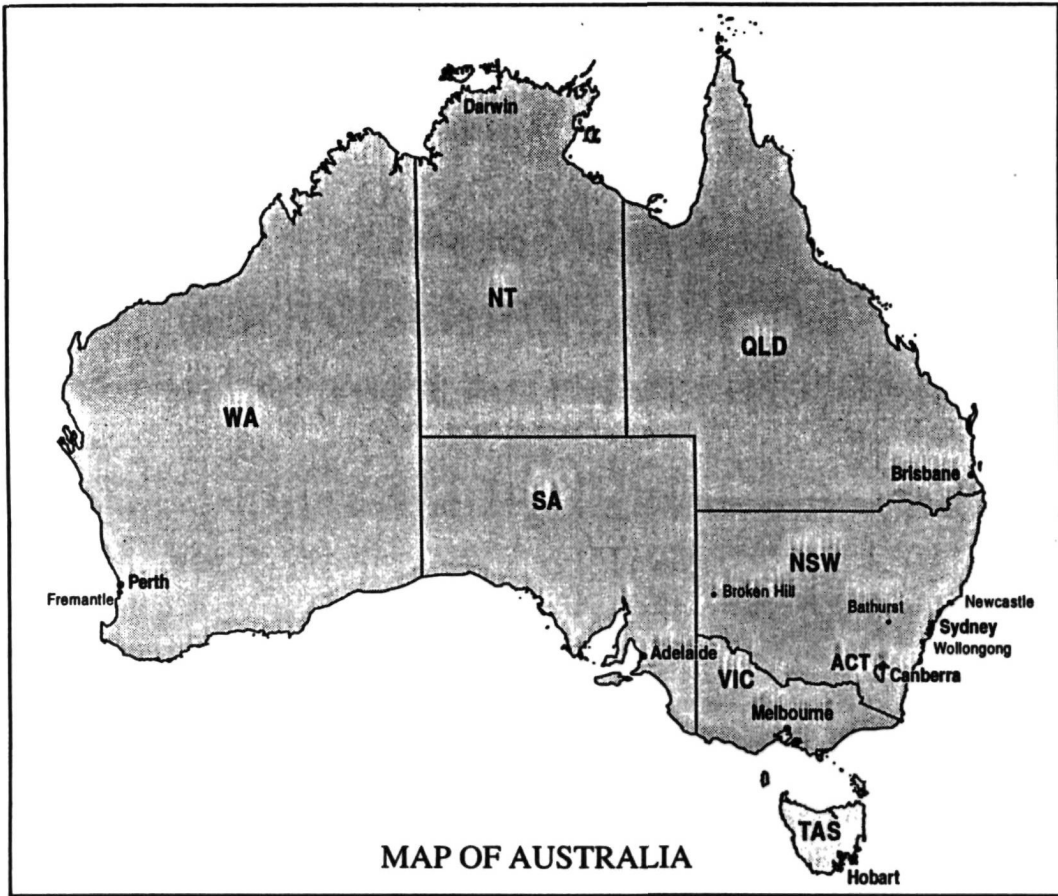 Darwin
NT
QLD
WA
Brisbane
SA
NSW
Perth
Broken Hill
Fremantle
Newcastle
Bathurst
Sydney
Wollongong
Adelaide
ACT
VIC
Canberra
Melbourne
TAS
MAP OF AUSTRALIA
Hobart